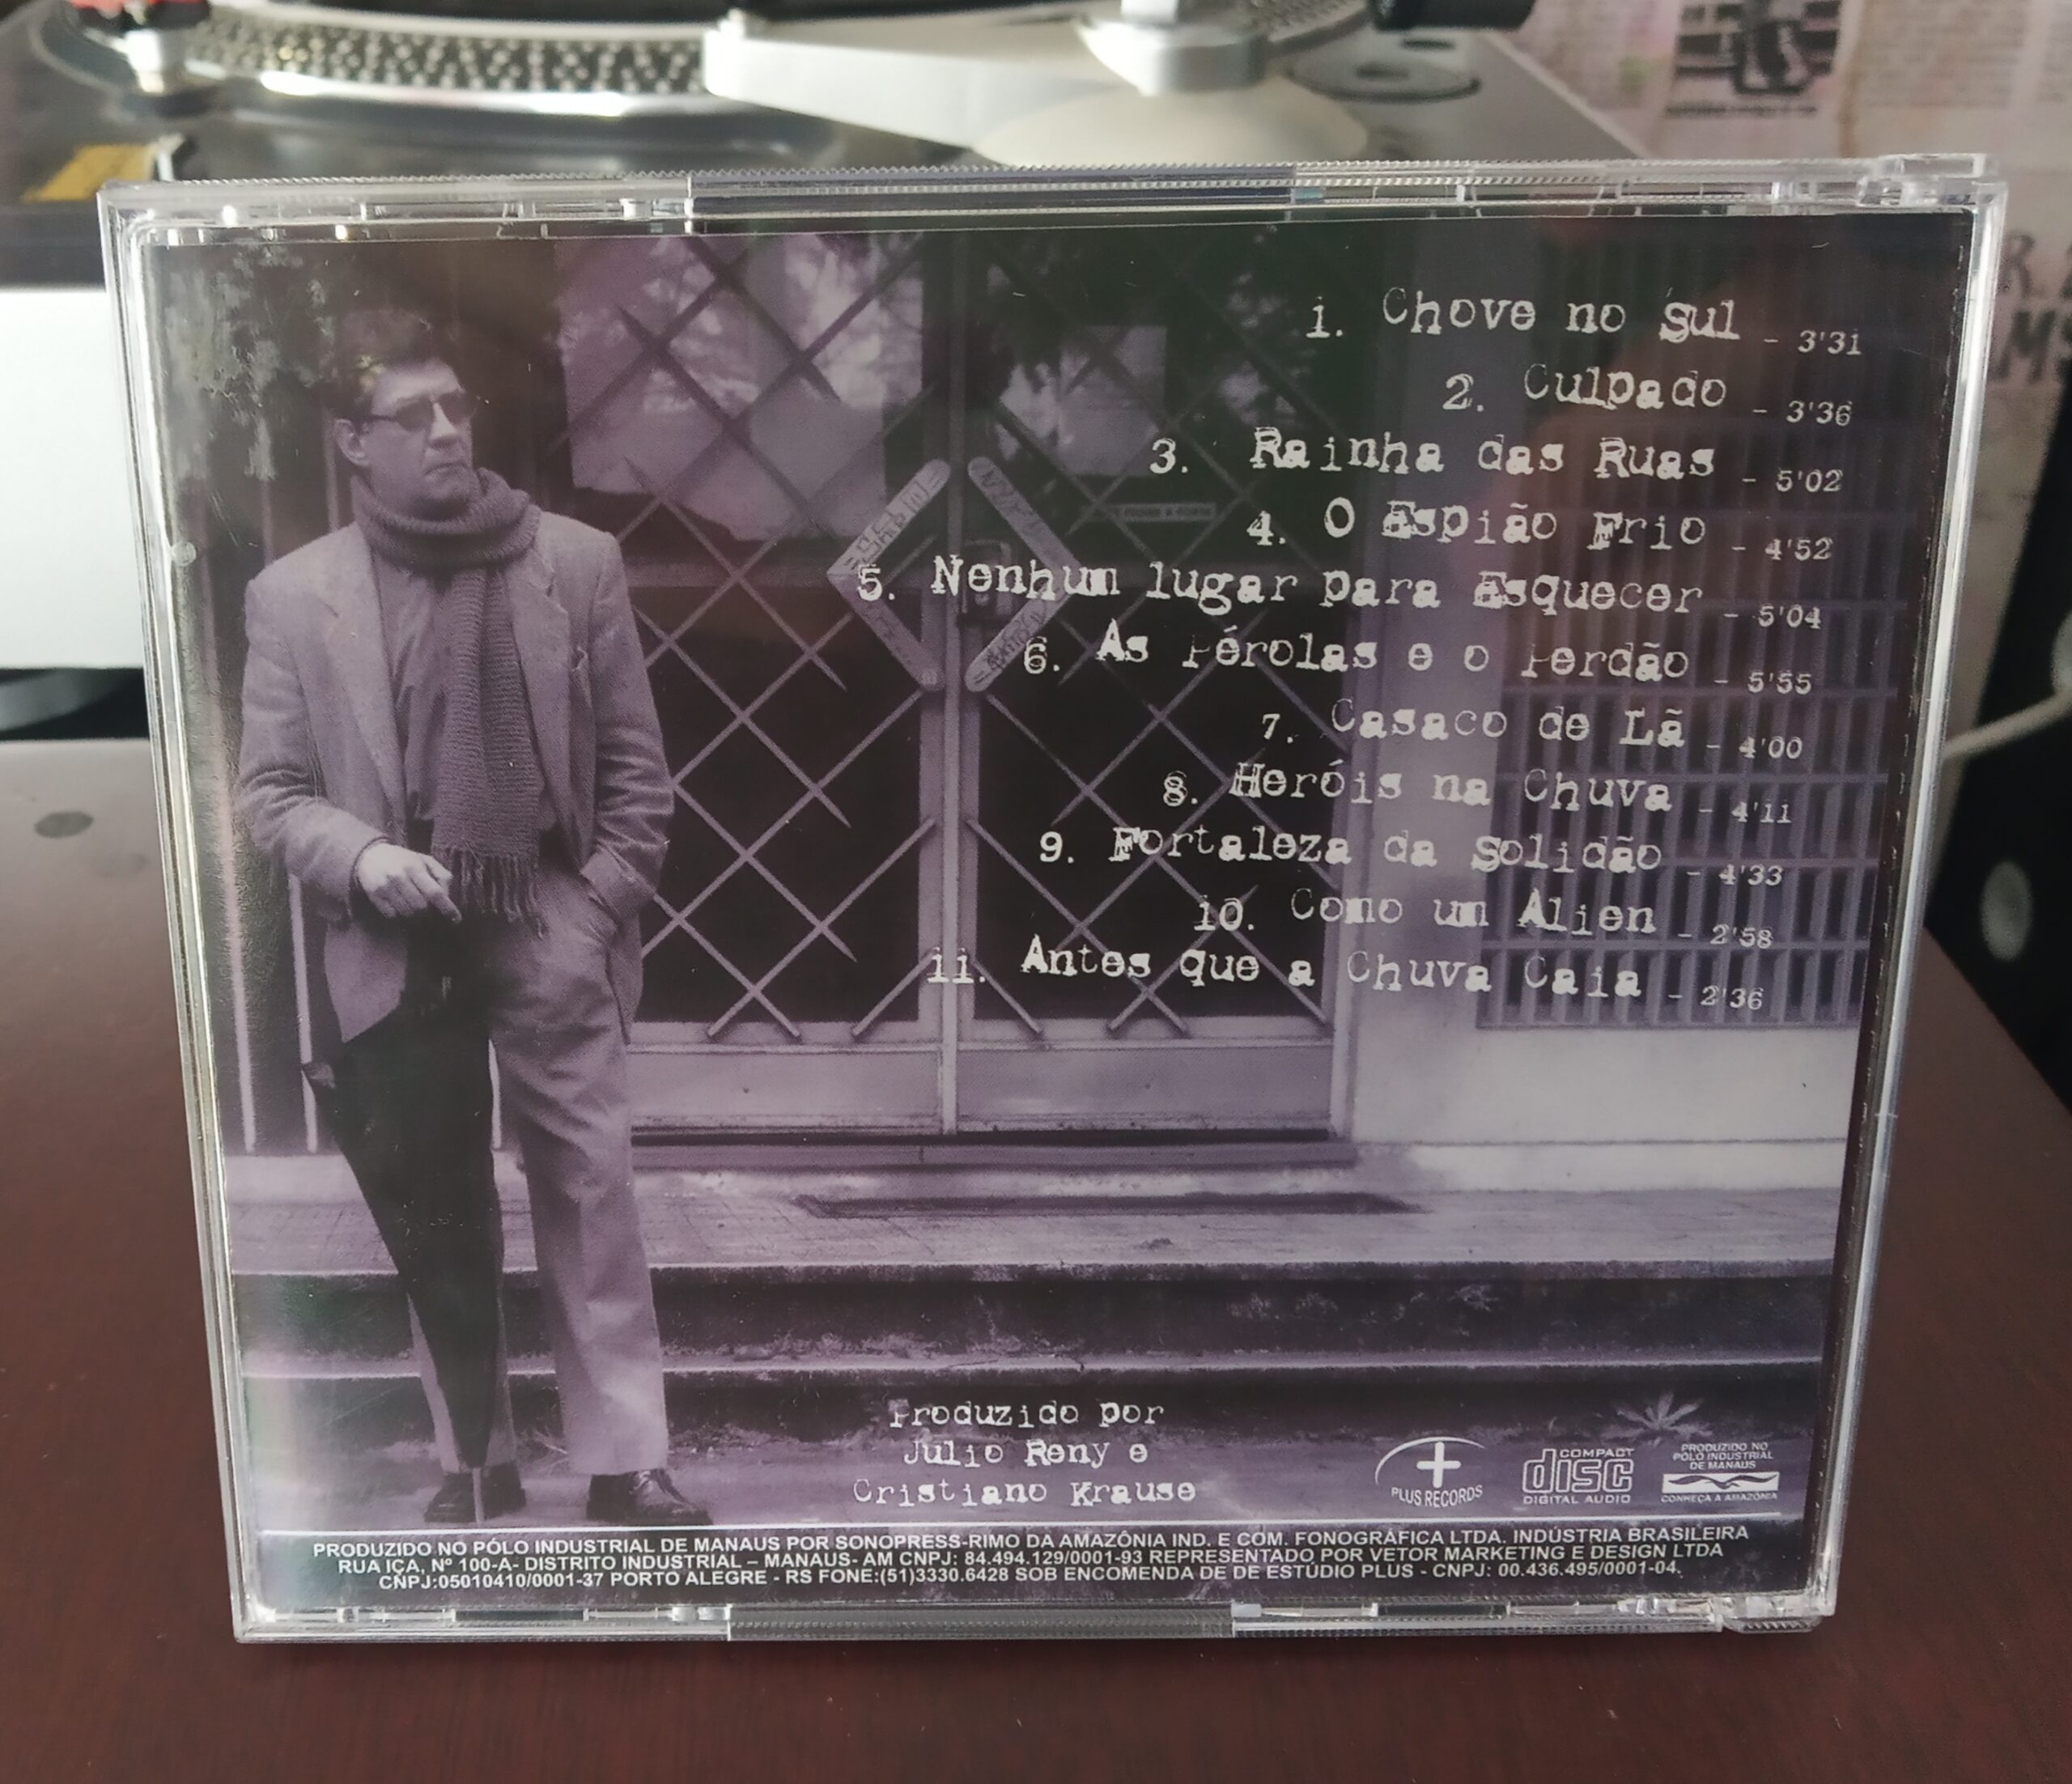 1. Chove no Sul - 3'31
2. Culpado - 3'36
3. Rainha das Ruas - 5'02
4. O Espião Frio - 4'52
5. Nenhum lugar para Esquecer - 5'04
6. As Pérolas e o Perdão - 5'55
7. Casaco de Lã - 4'00
8. Heróis na Chuva - 4'11
9. Fortaleza da Solidão - 4'33
10. Como um Alien - 2'58
11. Antes que a Chuva Caia - 2'36
Produzido por
Julio Reny e
Cristiano Krause
PLUS RECORDS
COMPACT
disc
DIGITAL AUDIO
PRODUZIDO NO
PÓLO INDUSTRIAL
DE MANAUS
CONHEÇA A AMAZÔNIA
PRODUZIDO NO PÓLO INDUSTRIAL DE MANAUS POR SONOPRESS-RIMO DA AMAZÔNIA IND. E COM. FONOGRÁFICA LTDA. INDÚSTRIA BRASILEIRA
RUA IÇA, Nº 100-A- DISTRITO INDUSTRIAL – MANAUS- AM CNPJ: 84.494.129/0001-93 REPRESENTADO POR VETOR MARKETING E DESIGN LTDA
CNPJ:05010410/0001-37 PORTO ALEGRE - RS FONE:(51)3330.6428 SOB ENCOMENDA DE DE ESTÚDIO PLUS - CNPJ: 00.436.495/0001-04.